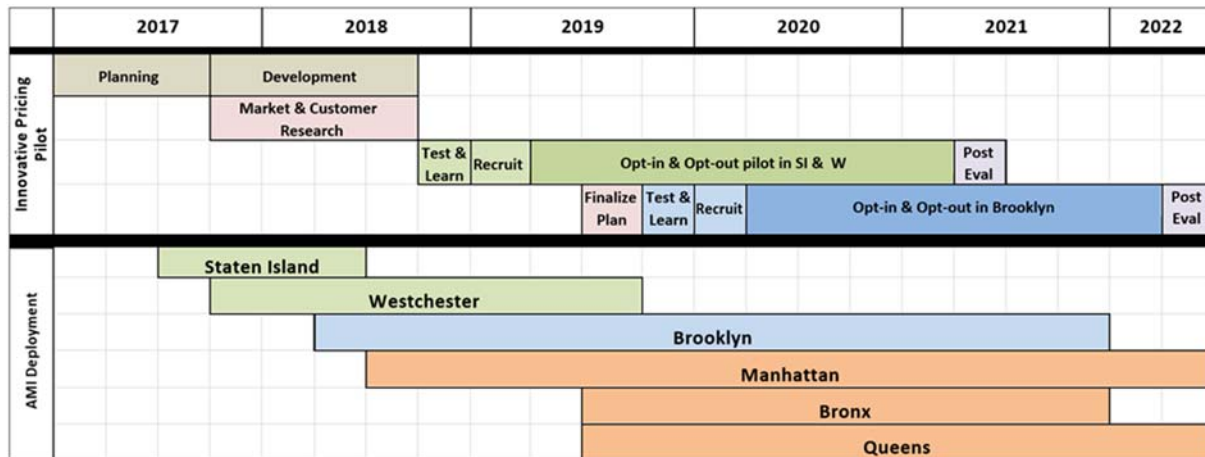 2017 2018 2019 2020 2021 2022
Innovative Pricing
Pilot
Planning Development
Market & Customer
Research
Test &
Learn
Recruit
Opt-in & Opt-out pilot in SI & W
Post
Eval
Finalize
Plan
Test &
Learn
Recruit
Opt-in & Opt-out in Brooklyn
Post
Eval
AMI Deployment
Staten Island
Westchester
Brooklyn
Manhattan
Bronx
Queens